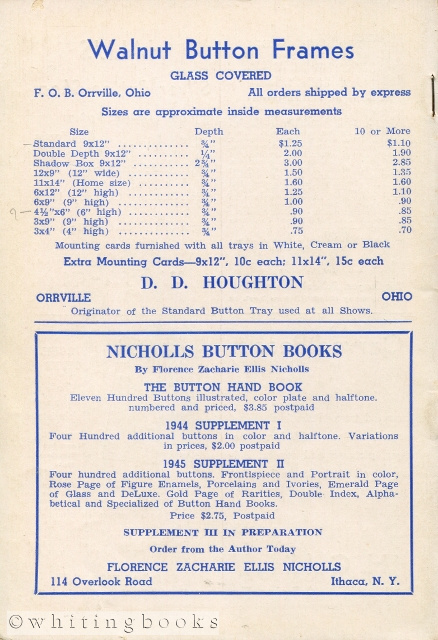 Walnut Button Frames
GLASS COVERED
F. O. B. Orrville, Ohio All orders shipped by express
Sizes are approximate inside measurements
Size Depth Each 10 or More
Standard 9x12" ............. ¾" $1.25 $1.10
Double Depth 9x12" .......... 2.00 1.90
Shadow Box 9x12" .......... 3.00 2.85
12x9" (12" wide) ............ ¾" 1.50 1.35
11x14" (Home size) .......... ¾" 1.60 1.60
6x12" (12" high) ............ ¾" 1.25 1.10
6x9" (9" high) .............. ¾" 1.00 .90
4½"x6" (6" high) ............ ¾" .90 .85
3x9" (9" high) .............. ¾" .90 .85
3x4" (4" high) .............. ¾" .75 .70
Mounting cards furnished with all trays in White, Cream or Black
Extra Mounting Cards—9x12", 10c each; 11x14", 15c each
D. D. HOUGHTON
ORRVILLE OHIO
Originator of the Standard Button Tray used at all Shows.
NICHOLLS BUTTON BOOKS
By Florence Zacharie Ellis Nicholls
THE BUTTON HAND BOOK
Eleven Hundred Buttons illustrated, color plate and halftone.
numbered and priced, $3.85 postpaid
1944 SUPPLEMENT I
Four Hundred additional buttons in color and halftone. Variations
in prices, $2.00 postpaid
1945 SUPPLEMENT II
Four hundred additional buttons. Frontispiece and Portrait in color,
Rose Page of Figure Enamels, Porcelains and Ivories, Emerald Page
of Glass and DeLuxe. Gold Page of Rarities, Double Index, Alpha-
betical and Specialized of Button Hand Books.
Price $2.75, Postpaid
SUPPLEMENT III IN PREPARATION
Order from the Author Today
FLORENCE ZACHARIE ELLIS NICHOLLS
114 Overlook Road Ithaca, N. Y.
©whitingbooks